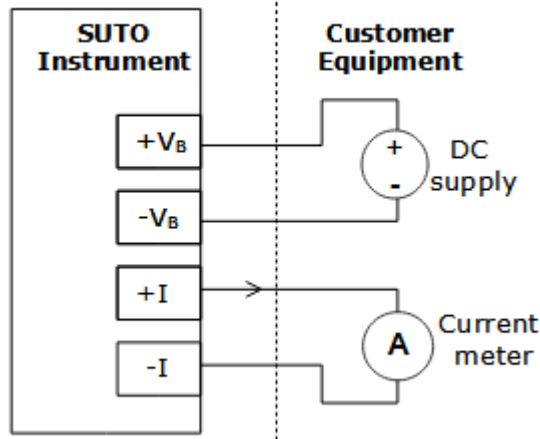 SUTO
Instrument
Customer
Equipment
+VB
-VB
+I
-I
+
-
DC
supply
A
Current
meter